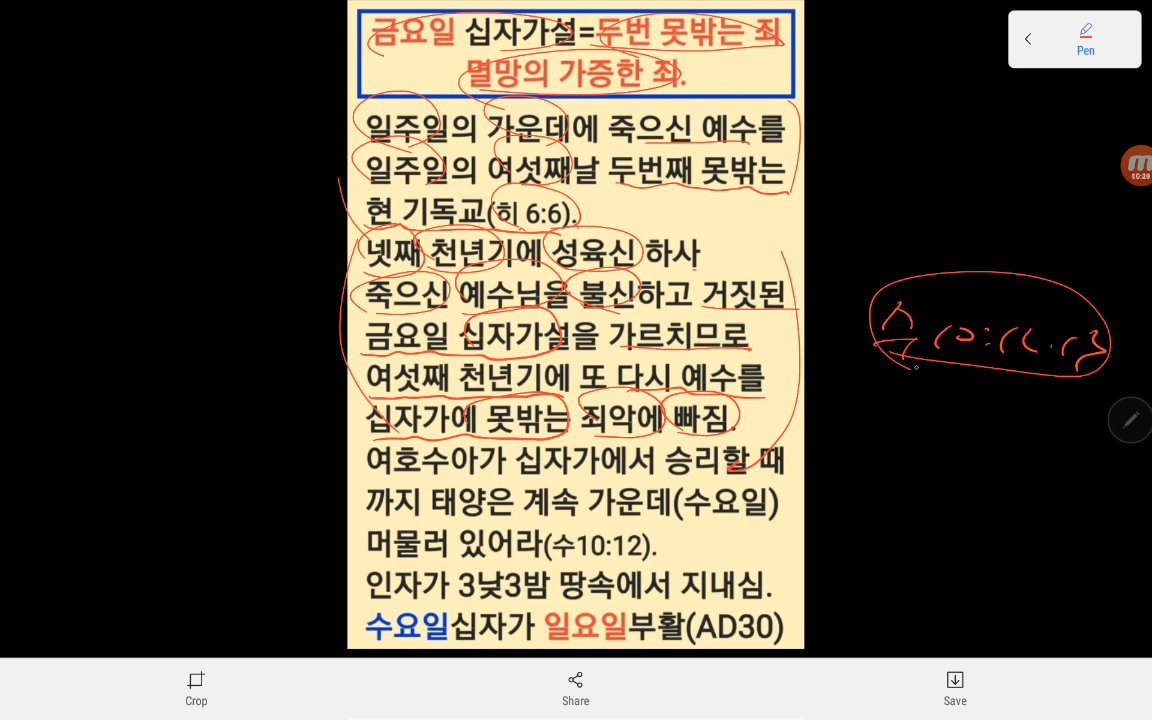 금요일 십자가설=두번 못밖는 죄
멸망의 가증한 죄.
일주일의 가운데에 죽으신 예수를
일주일의 여섯째날 두번째 못밖는
현 기독교(히 6:6).
넷째 천년기에 성육신 하사
죽으신 예수님을 불신하고 거짓된
금요일 십자가설을 가르치므로
여섯째 천년기에 또 다시 예수를
십자가에 못밖는 죄악에 빠짐.
여호수아가 십자가에서 승리할 때
까지 태양은 계속 가운데(수요일)
머물러 있어라(수10:12).
인자가 3낮3밤 땅속에서 지내심.
수요일십자가 일요일부활(AD30)
Pen
수10:12.13
Crop
Share
Save